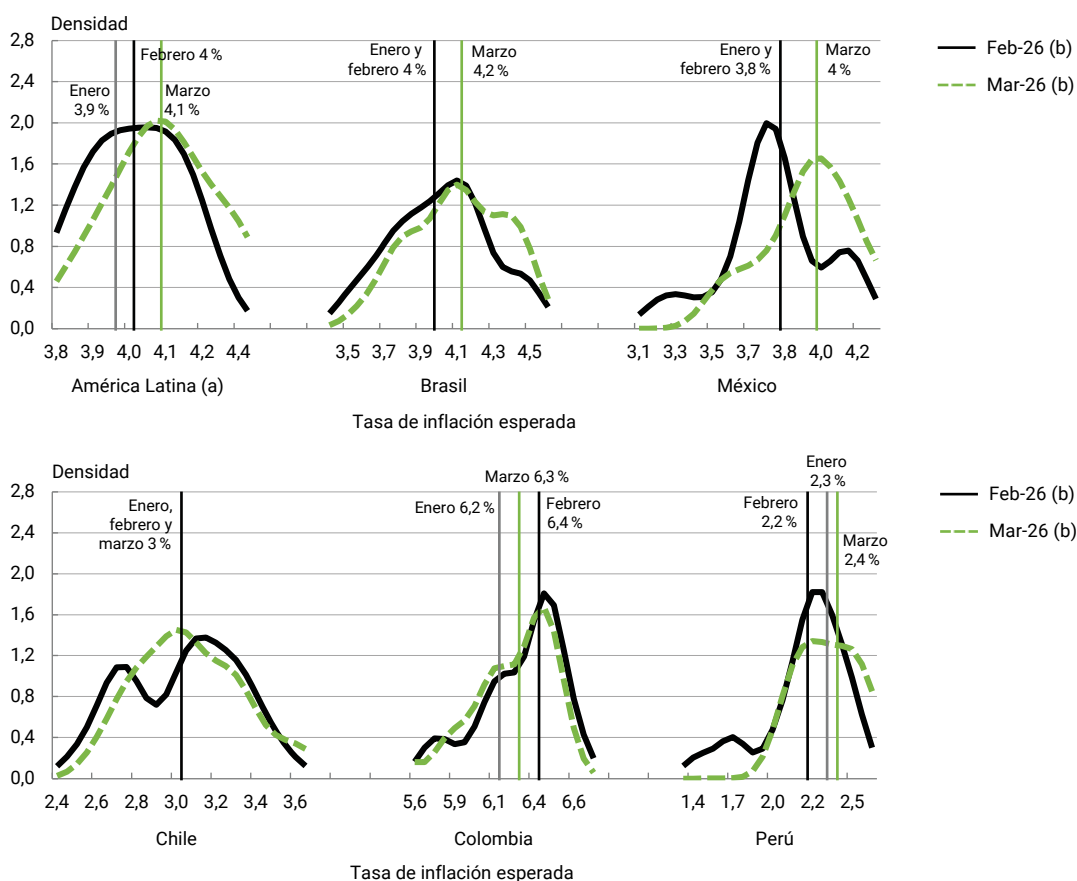 Densidad
2,8
2,4
2,0
1,6
1,2
0,8
0,4
0,0
Febrero 4 %
Enero
3,9 %
Marzo
4,1 %
Enero y
febrero 4 %
Marzo
4,2 %
Enero y
febrero 3,8 %
Marzo
4 %
Feb-26 (b)
Mar-26 (b)
3,8 3,9 4,0 4,1 4,2 4,4
3,5 3,7 3,9 4,1 4,3 4,5
3,1 3,3 3,5 3,7 3,8 4,0 4,2
América Latina (a)
Brasil
México
Tasa de inflación esperada
Densidad
2,8
2,4
2,0
1,6
1,2
0,8
0,4
0,0
Enero,
febrero y
marzo 3 %
Marzo 6,3 %
Enero 6,2 %
Febrero
6,4 %
Enero
2,3 %
Febrero
2,2 %
Marzo
2,4 %
Feb-26 (b)
Mar-26 (b)
2,4 2,6 2,8 3,0 3,2 3,4 3,6
5,6 5,9 6,1 6,4 6,6
1,4 1,7 2,0 2,2 2,5
Chile
Colombia
Perú
Tasa de inflación esperada